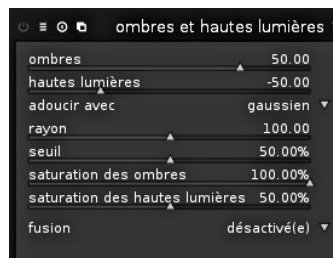 ombres et hautes lumières
ombres 50.00
hautes lumières -50.00
adoucir avec gaussien
rayon 100.00
seuil 50.00%
saturation des ombres 100.00%
saturation des hautes lumières 50.00%
fusion désactivé(e)